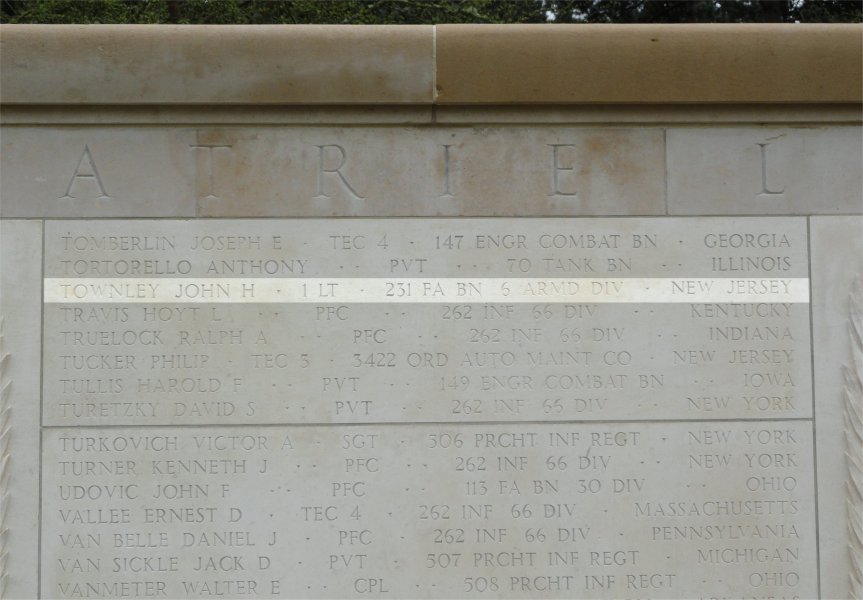 A T R I E L
TOMBERLIN JOSEPH E · TEC 4 · 147 ENGR COMBAT BN · GEORGIA
TORTORELLO ANTHONY · · PVT · · 70 TANK BN · · ILLINOIS
TOWNLEY JOHN H · 1 LT · 231 FA BN 6 ARMD DIV · NEW JERSEY
TRAVIS HOYT L · · PFC · · 262 INF 66 DIV · · KENTUCKY
TRUELOCK RALPH A · · PFC · · 262 INF 66 DIV · · INDIANA
TUCKER PHILIP · TEC 3 · 3422 ORD AUTO MAINT CO · NEW JERSEY
TULLIS HAROLD F · · PVT · · 149 ENGR COMBAT BN · · IOWA
TURETZKY DAVID S · · PVT · · 262 INF 66 DIV · · NEW YORK
TURKOVICH VICTOR A · SGT · 506 PRCHT INF REGT · NEW YORK
TURNER KENNETH J · · PFC · · 262 INF 66 DIV · · NEW YORK
UDOVIC JOHN F · · PFC · · 113 FA BN 30 DIV · · OHIO
VALLEE ERNEST D · TEC 4 · 262 INF 66 DIV · MASSACHUSETTS
VAN BELLE DANIEL J · PFC · 262 INF 66 DIV · PENNSYLVANIA
VAN SICKLE JACK D · PVT · 507 PRCHT INF REGT · MICHIGAN
VANMETER WALTER E · · CPL · · 508 PRCHT INF REGT · · OHIO
ARKANSAS